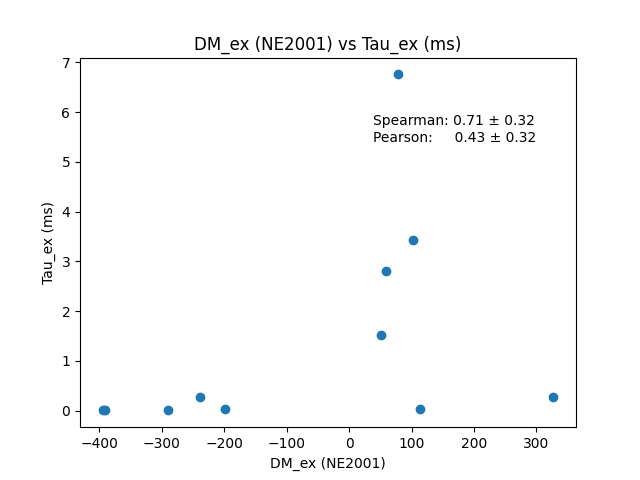 DM_ex (NE2001) vs Tau_ex (ms)
7
6
5
4
3
2
1
0
Tau_ex (ms)
Spearman: 0.71 ± 0.32
Pearson: 0.43 ± 0.32
−400 −300 −200 −100 0 100 200 300
DM_ex (NE2001)